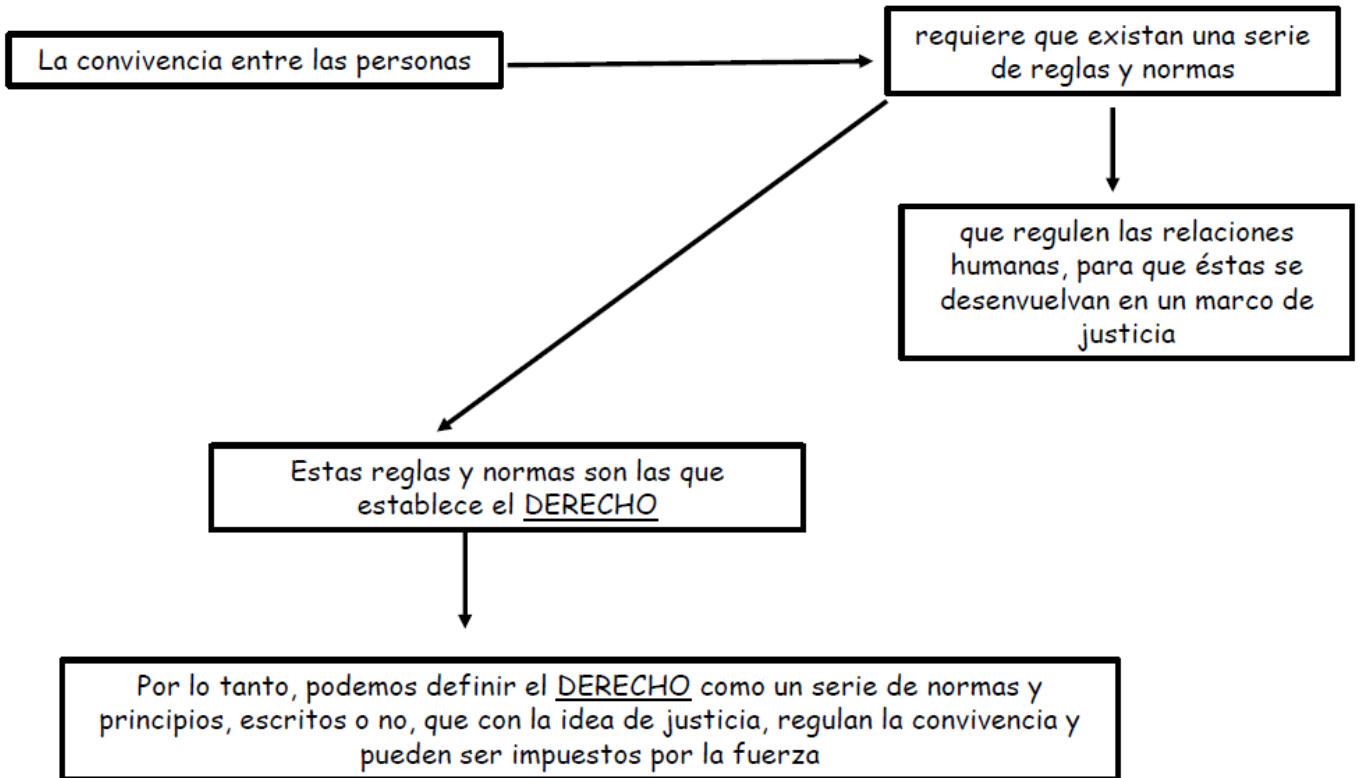 La convivencia entre las personas
requiere que existan una serie
de reglas y normas
que regulen las relaciones
humanas, para que éstas se
desenvuelvan en un marco de
justicia
Estas reglas y normas son las que
establece el DERECHO
Por lo tanto, podemos definir el DERECHO como un serie de normas y
principios, escritos o no, que con la idea de justicia, regulan la convivencia y
pueden ser impuestos por la fuerza